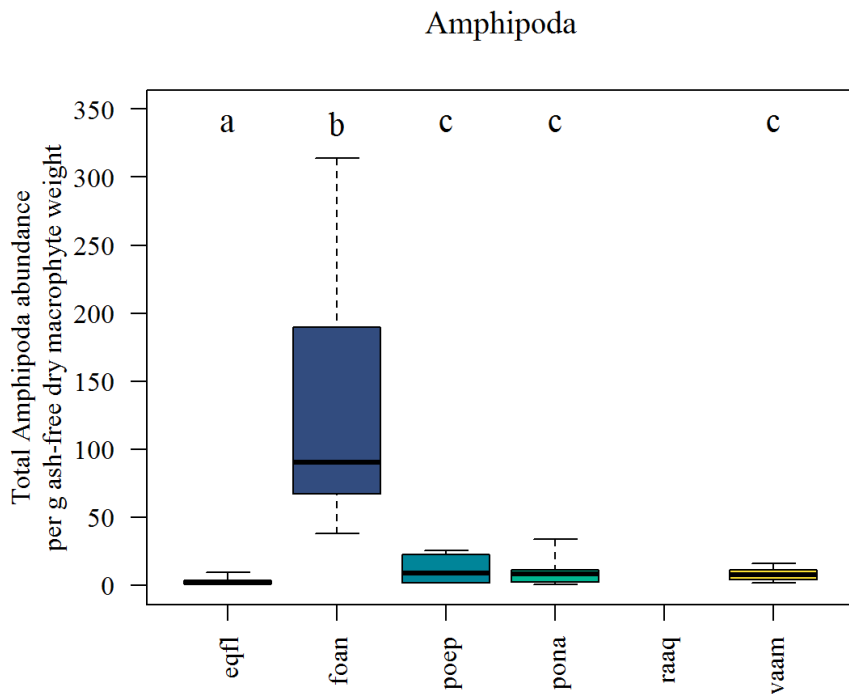 Amphipoda
Total Amphipoda abundance
per g ash-free dry macrophyte weight
350
300
250
200
150
100
50
0
a b c c c
eqfl foan poep pona raaq vaam